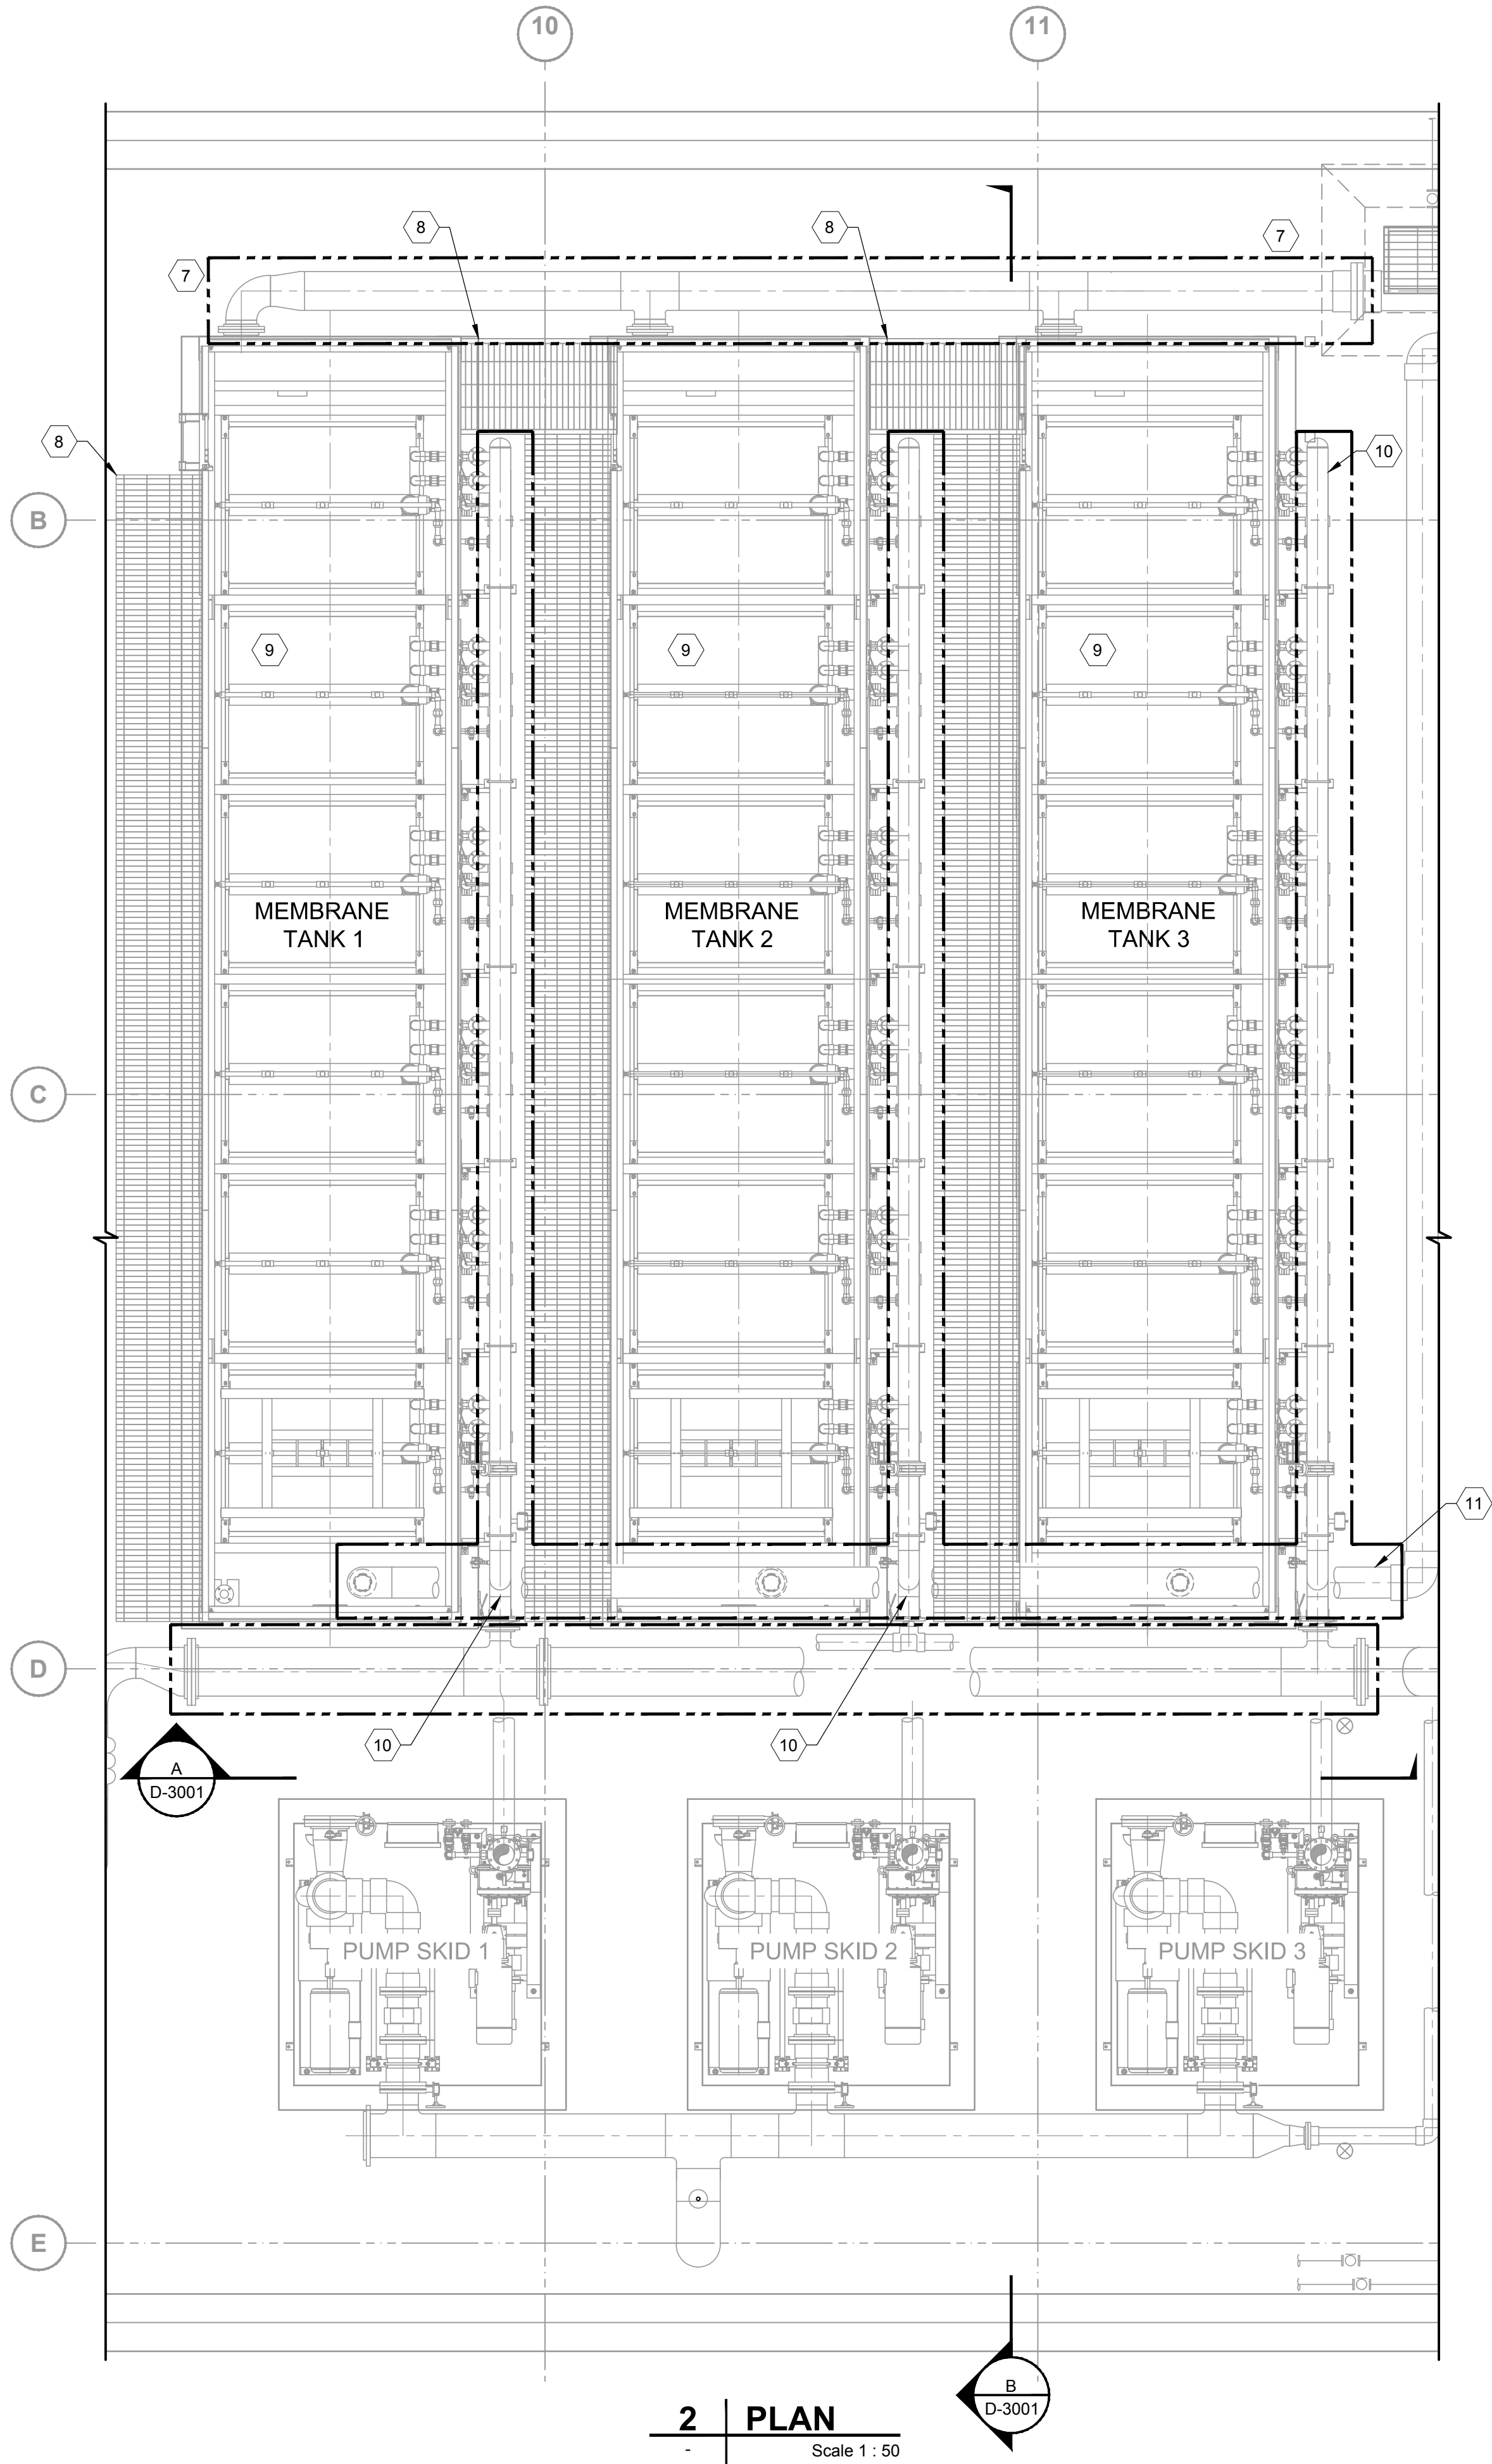 10
11
8
8
7
7
8
10
B
9
9
9
MEMBRANE
TANK 1
MEMBRANE
TANK 2
MEMBRANE
TANK 3
C
11
D
10
10
A
D-3001
PUMP SKID 1
PUMP SKID 2
PUMP SKID 3
E
B
D-3001
2
PLAN
-
Scale 1 : 50